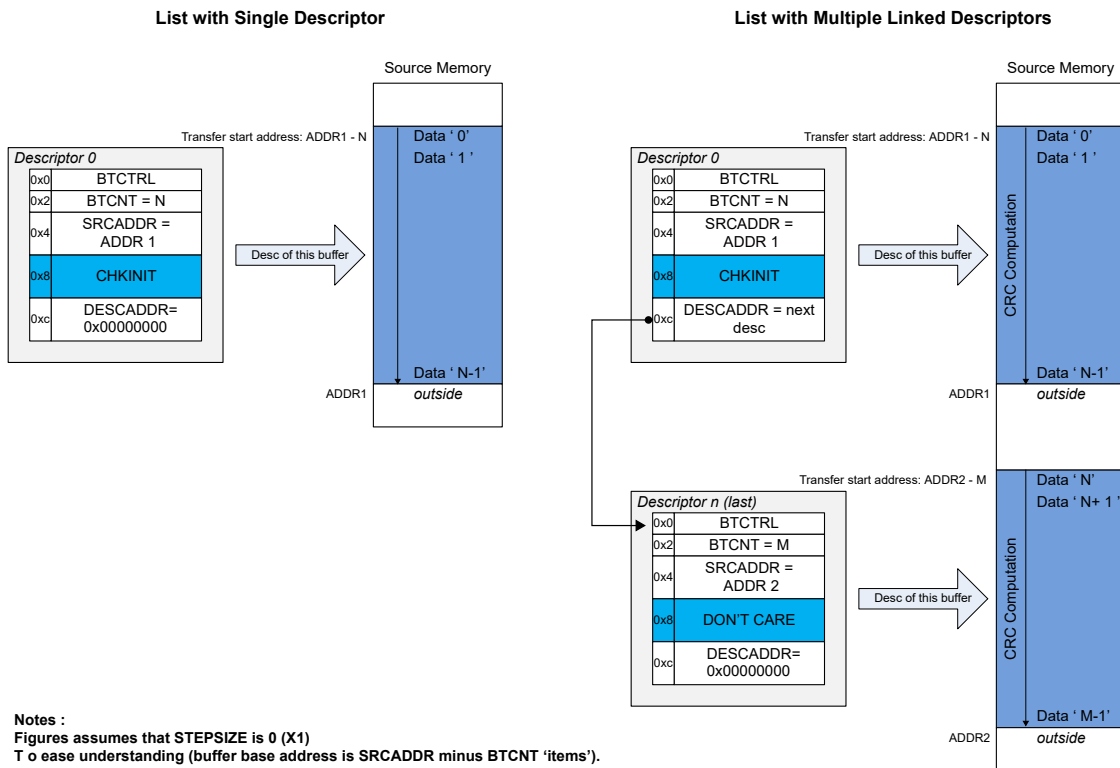 List with Single Descriptor
Source Memory
Transfer start address: ADDR1 - N
Data ‘ 0’
Data ‘ 1 ’
Descriptor 0
0x0 BTCTRL
0x2 BTCNT = N
0x4 SRCADDR =
ADDR 1
0x8 CHKINIT
0xc DESCADDR=
0x00000000
Desc of this buffer
Data ‘ N-1’
ADDR1
outside
List with Multiple Linked Descriptors
Source Memory
Transfer start address: ADDR1 - N
Data ‘ 0’
Data ‘ 1 ’
Descriptor 0
0x0 BTCTRL
0x2 BTCNT = N
0x4 SRCADDR =
ADDR 1
0x8 CHKINIT
0xc DESCADDR = next
desc
Desc of this buffer
CRC Computation
Data ‘ N-1’
ADDR1
outside
Transfer start address: ADDR2 - M
Data ‘ N’
Data ‘ N+ 1 ’
Descriptor n (last)
0x0 BTCTRL
0x2 BTCNT = M
0x4 SRCADDR =
ADDR 2
0x8 DON’T CARE
0xc DESCADDR=
0x00000000
Desc of this buffer
CRC Computation
Data ‘ M-1’
ADDR2
outside
Notes :
Figures assumes that STEPSIZE is 0 (X1)
T o ease understanding (buffer base address is SRCADDR minus BTCNT ‘items’).